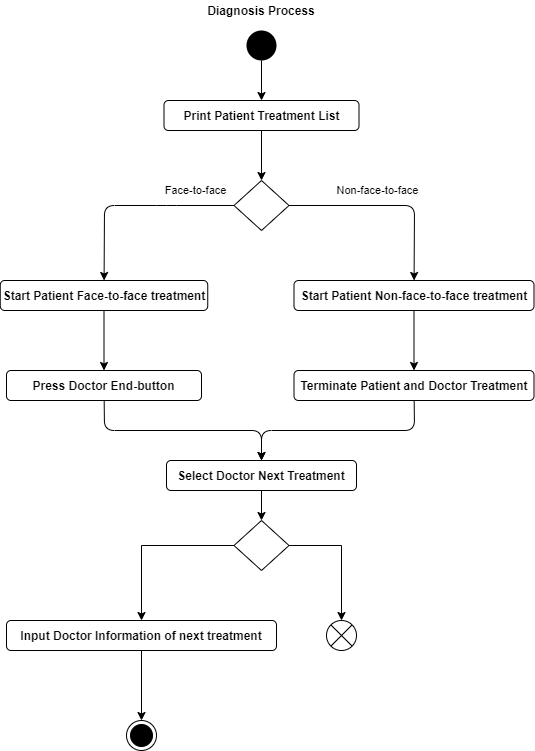 Diagnosis Process
Print Patient Treatment List
Face-to-face
Non-face-to-face
Start Patient Face-to-face treatment
Start Patient Non-face-to-face treatment
Press Doctor End-button
Terminate Patient and Doctor Treatment
Select Doctor Next Treatment
Input Doctor Information of next treatment